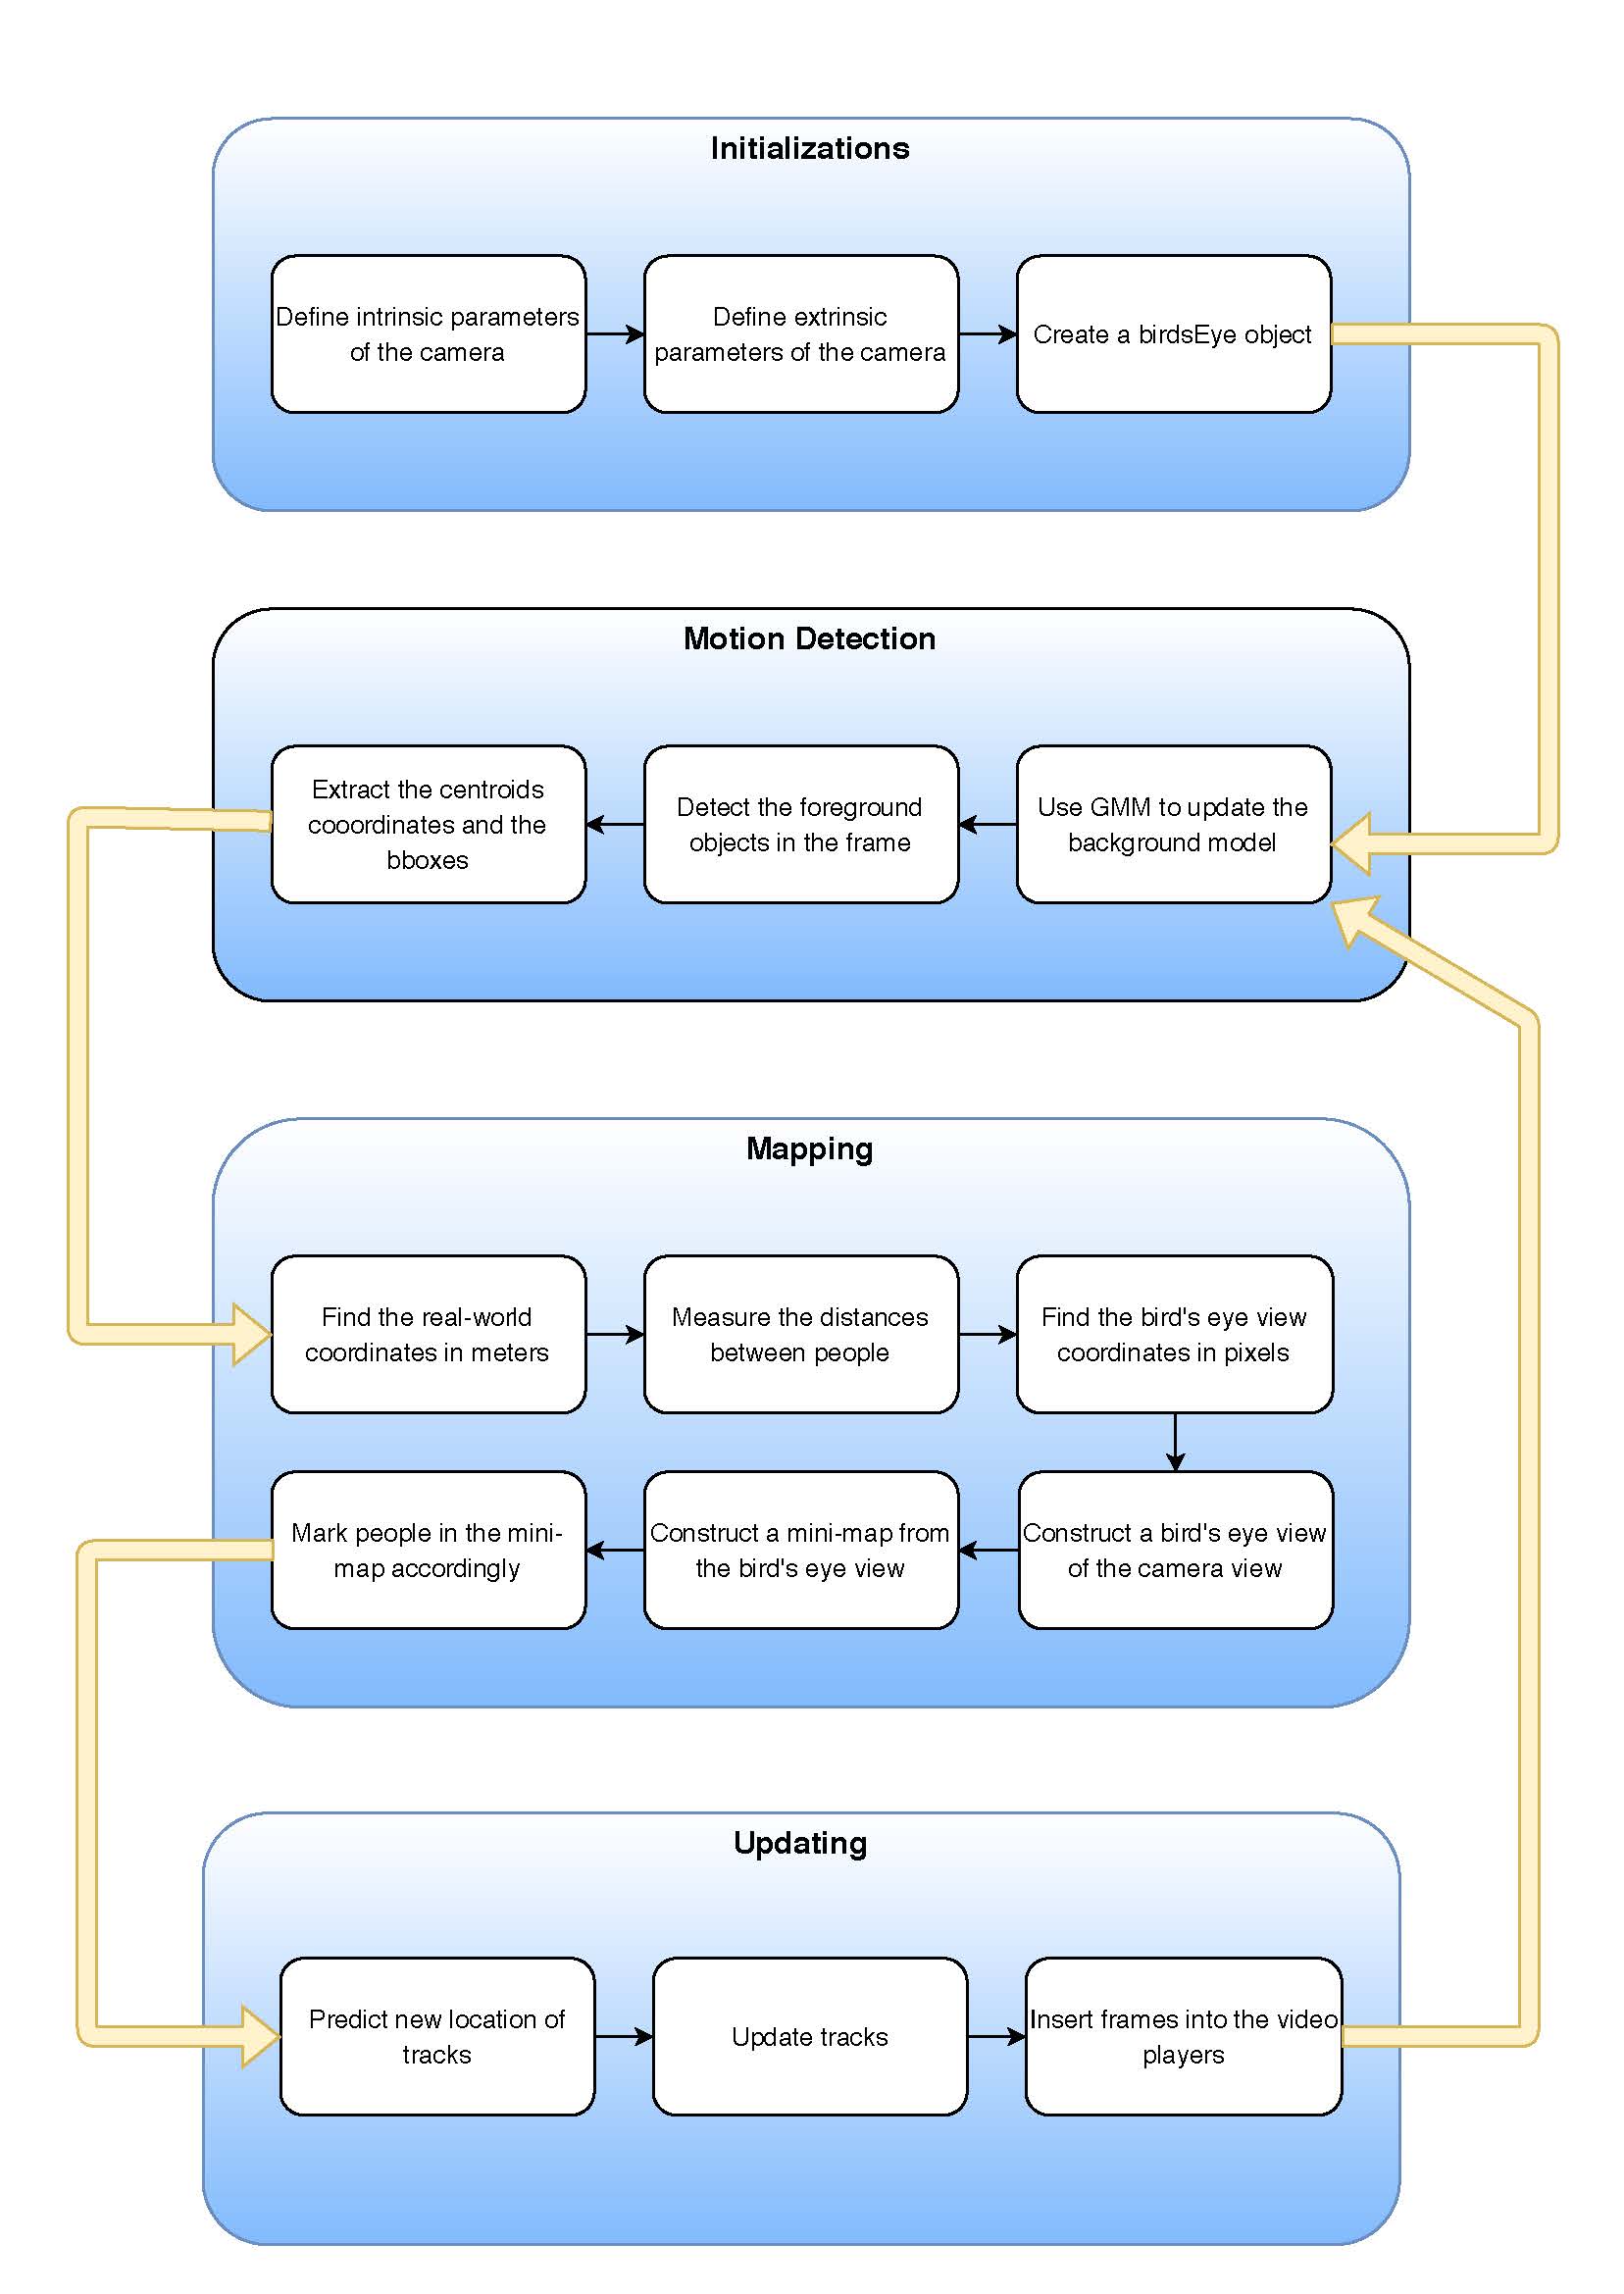 Initializations
Define intrinsic parameters
of the camera
Define extrinsic
parameters of the camera
Create a birdsEye object
Motion Detection
Extract the centroids
cooordinates and the
bboxes
Detect the foreground
objects in the frame
Use GMM to update the
background model
Mapping
Find the real-world
coordinates in meters
Measure the distances
between people
Find the bird's eye view
coordinates in pixels
Mark people in the mini-
map accordingly
Construct a mini-map from
the bird's eye view
Construct a bird's eye view
of the camera view
Updating
Predict new location of
tracks
Update tracks
Insert frames into the video
players